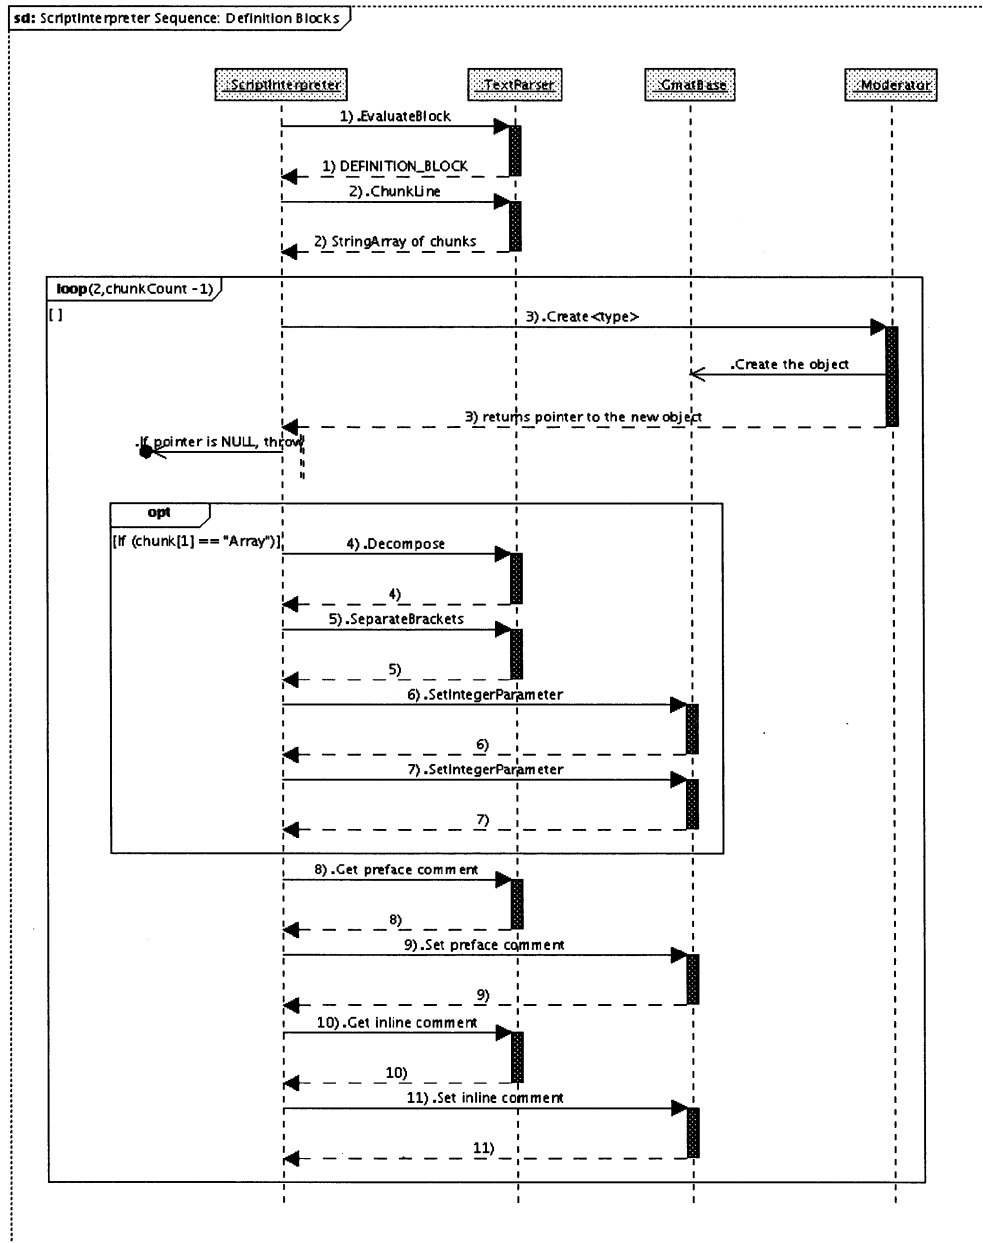 sd: ScriptInterpreter Sequence: Definition Blocks
:ScriptInterpreter :TextParser :GmatBase :Moderator
1) .EvaluateBlock
1) DEFINITION_BLOCK
2) .ChunkLine
2) StringArray of chunks
loop(2,chunkCount -1)
[ ]
3) .Create<type>
.Create the object
3) returns pointer to the new object
.If pointer is NULL, throw
opt
[If (chunk[1] == "Array")]
4) .Decompose
4)
5) .SeparateBrackets
5)
6) .SetIntegerParameter
6)
7) .SetIntegerParameter
7)
8) .Get preface comment
8)
9) .Set preface comment
9)
10) .Get inline comment
10)
11) .Set inline comment
11)